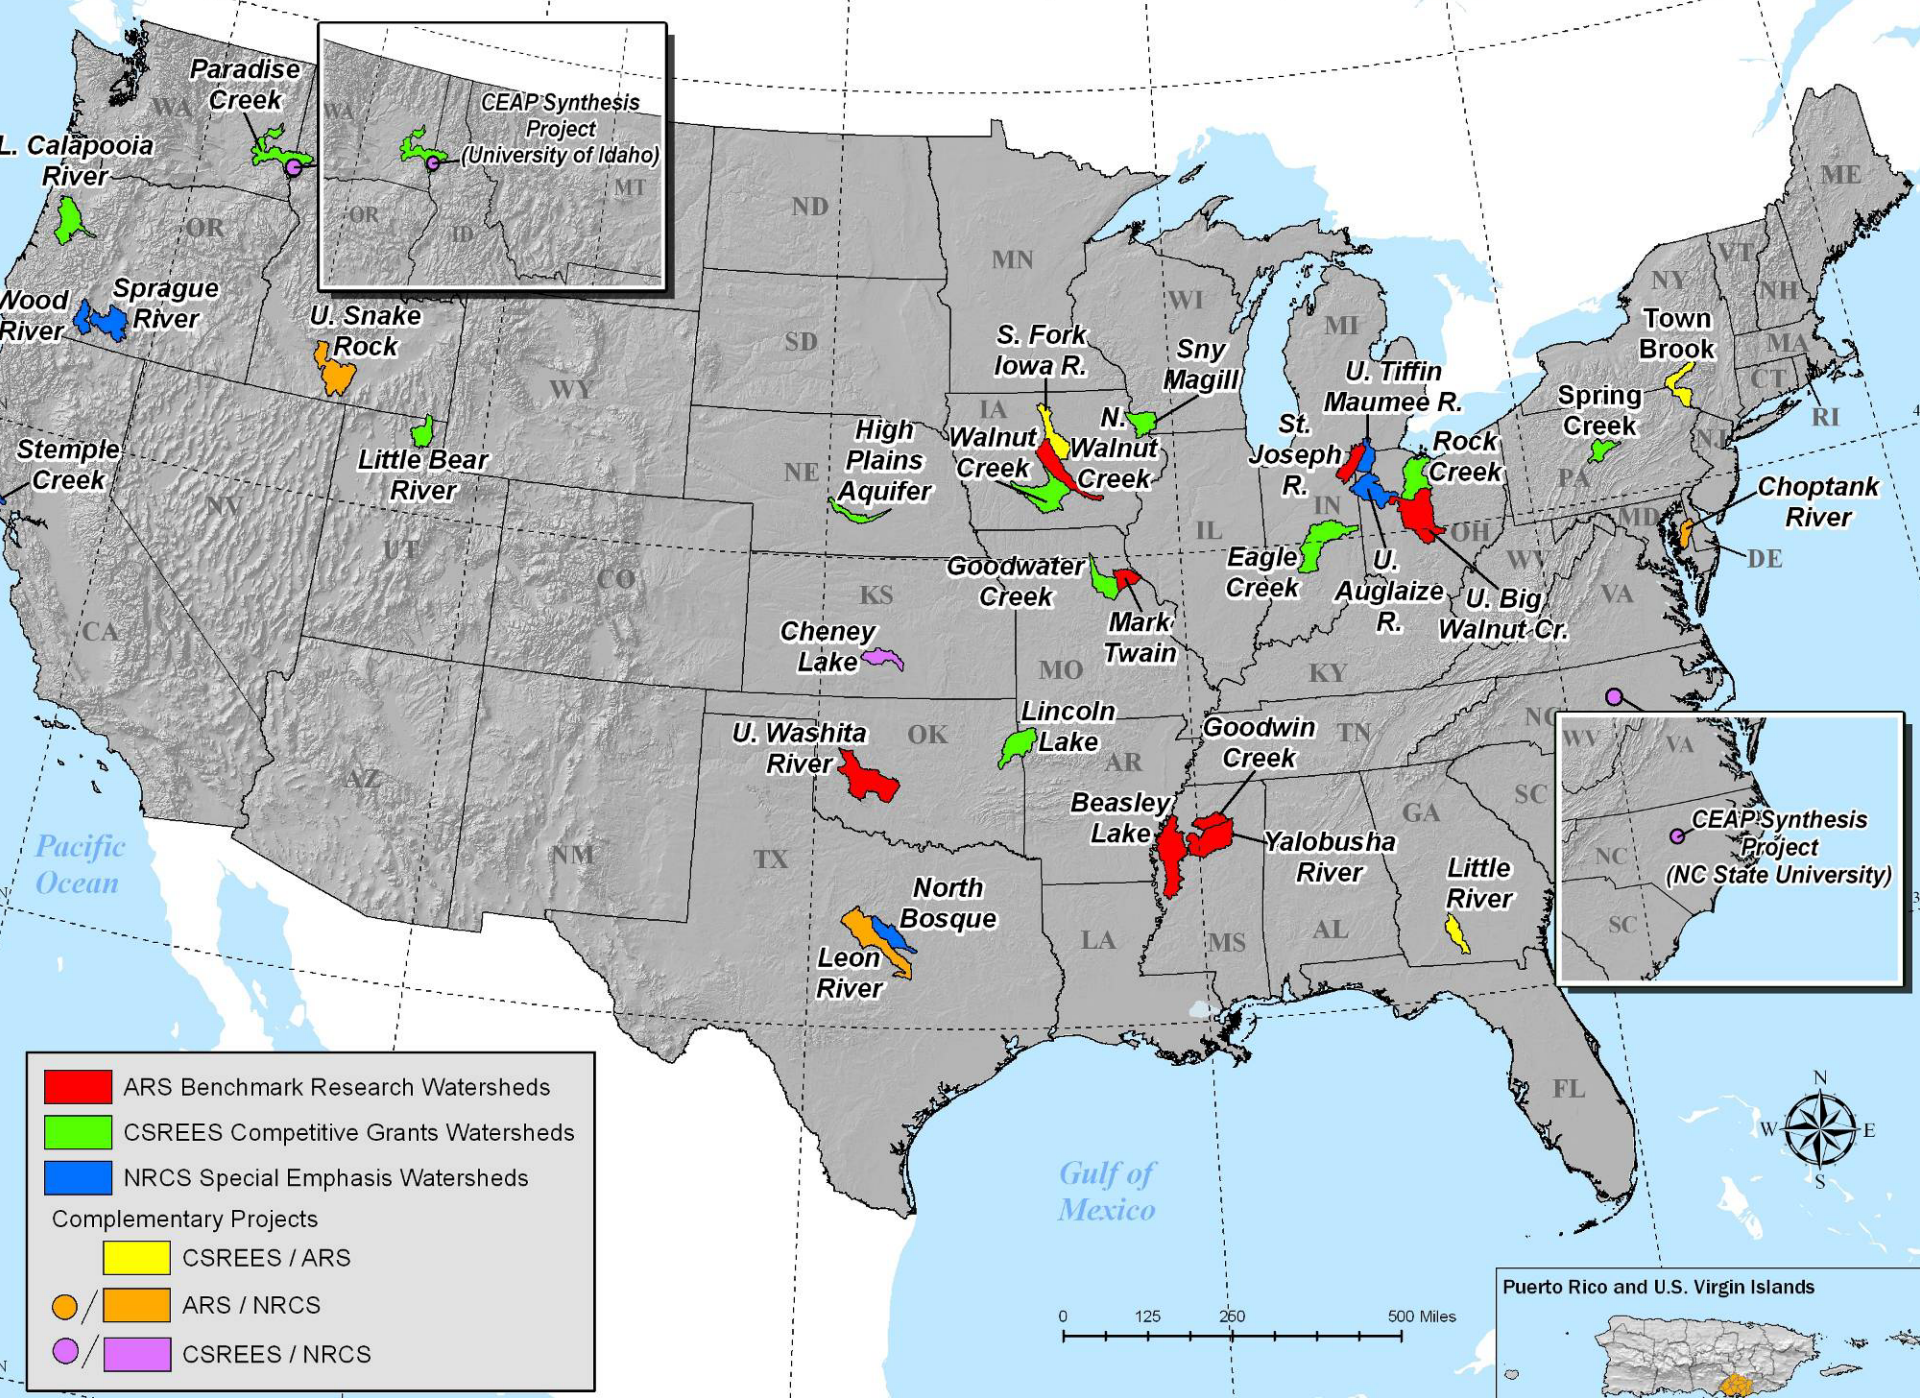 Paradise
Creek
CEAP Synthesis
Project
(University of Idaho)
WA
WA
L. Calapooia
River
OR
OR
ID
MT
ND
MN
WI
MI
ME
VT
NH
NY
MA
CT
RI
NJ
PA
MD
DE
Wood
River
Sprague
River
U. Snake
Rock
SD
WY
S. Fork
Iowa R.
Sny
Magill
U. Tiffin
Maumee R.
Town
Brook
Spring
Creek
IA
Walnut
Creek
N.
Walnut
Creek
St.
Joseph
R.
Rock
Creek
High
Plains
Aquifer
NE
Stemple
Creek
Little Bear
River
Choptank
River
NV
UT
CO
KS
IL
IN
OH
WV
VA
CA
Goodwater
Creek
Eagle
Creek
U.
Auglaize
R.
U. Big
Walnut Cr.
Mark
Twain
Cheney
Lake
MO
KY
NC
U. Washita
River
OK
Lincoln
Lake
AR
Goodwin
Creek
TN
SC
WV
VA
AZ
NM
TX
Beasley
Lake
Yalobusha
River
GA
CEAP Synthesis
Project
(NC State University)
NC
SC
Pacific
Ocean
North
Bosque
Leon
River
LA
MS
AL
Little
River
FL
Gulf of
Mexico
N
W
E
S
ARS Benchmark Research Watersheds
CSREES Competitive Grants Watersheds
NRCS Special Emphasis Watersheds
Complementary Projects
CSREES / ARS
/ ARS / NRCS
/ CSREES / NRCS
0 125 250 500 Miles
Puerto Rico and U.S. Virgin Islands